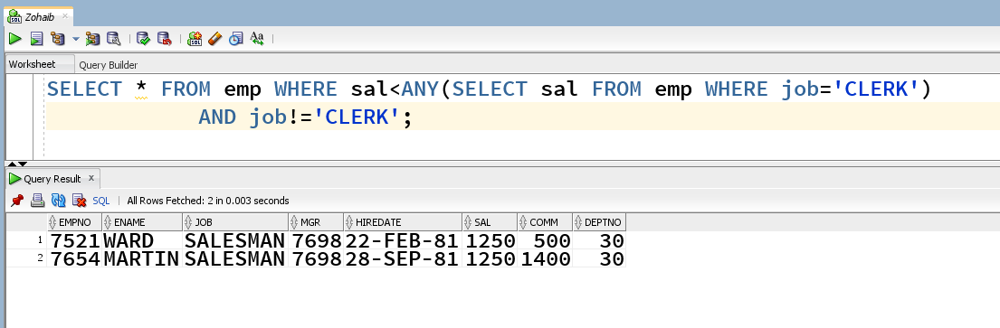 Zohaib
Worksheet Query Builder
SELECT * FROM emp WHERE sal<ANY(SELECT sal FROM emp WHERE job='CLERK')
AND job!='CLERK';
Query Result x
SQL | All Rows Fetched: 2 in 0.003 seconds
EMPNO ENAME JOB MGR HIREDATE SAL COMM DEPTNO
1 7521 WARD SALESMAN 7698 22-FEB-81 1250 500 30
2 7654 MARTIN SALESMAN 7698 28-SEP-81 1250 1400 30